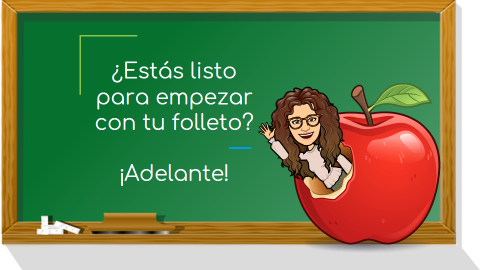 ¿Estás listo
para empezar
con tu folleto?
¡Adelante!